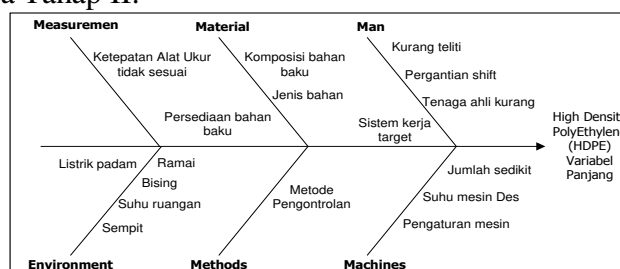 a Tahap II.
Measuremen
Material
Man
Ketepatan Alat Ukur
tidak sesuai
Komposisi bahan
baku
Jenis bahan
Persediaan bahan
baku
Kurang teliti
Pergantian shift
Tenaga ahli kurang
Sistem kerja
target
High Densit
PolyEthylen
(HDPE)
Variabel
Panjang
Listrik padam
Ramai
Bising
Suhu ruangan
Sempit
Metode
Pengontrolan
Jumlah sedikit
Suhu mesin Des
Pengaturan mesin
Environment
Methods
Machines